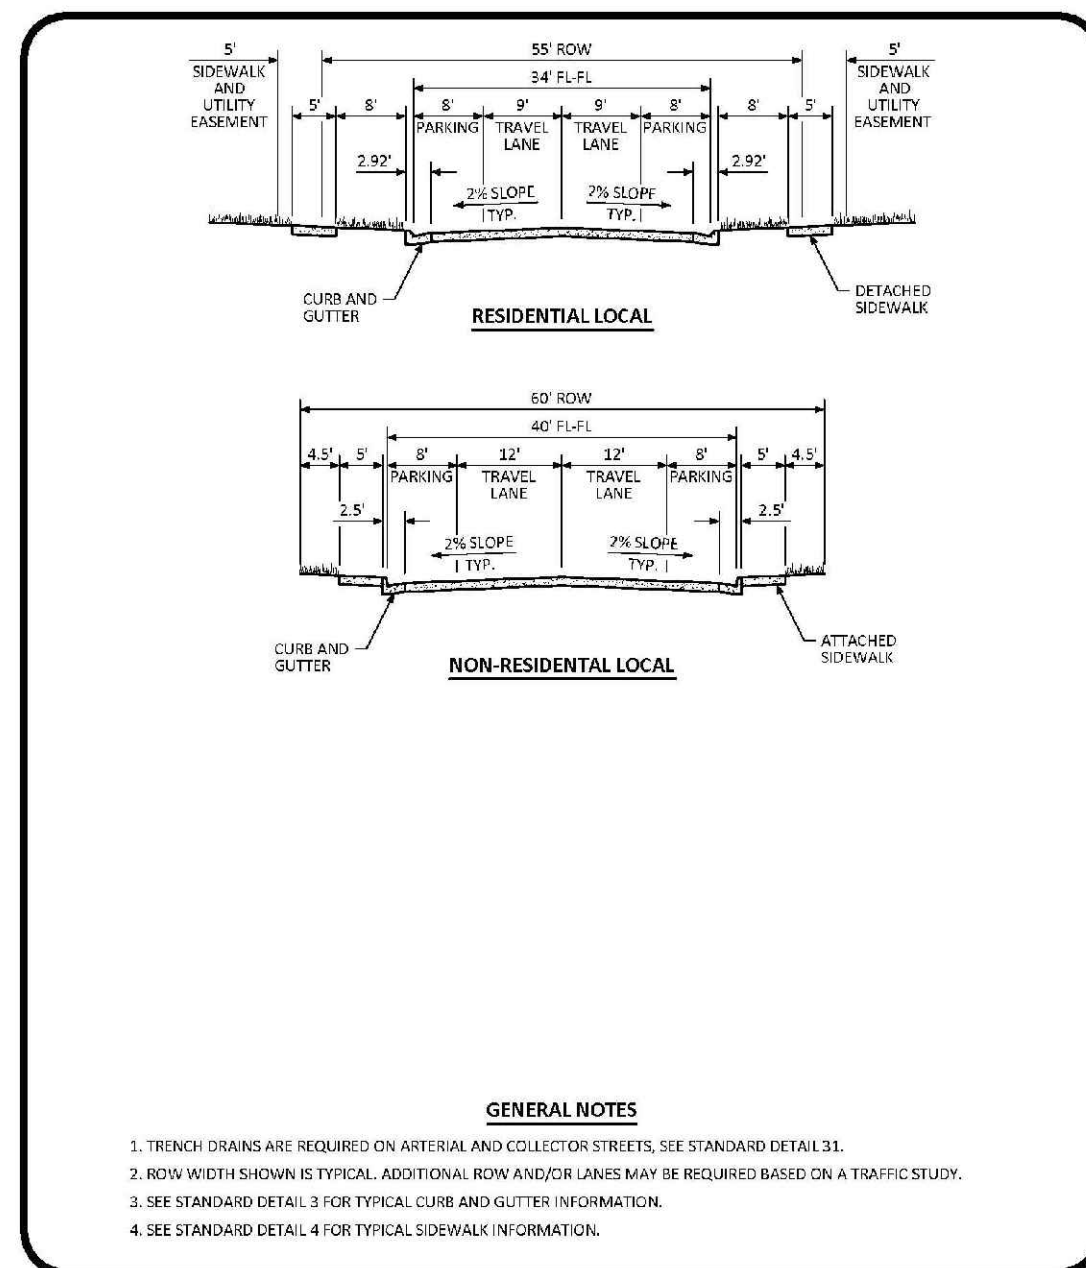 5' 55' ROW 5'
SIDEWALK AND UTILITY EASEMENT
34' FL-FL
SIDEWALK AND UTILITY EASEMENT
5' 8' 8' 9' 9' 8' 8' 5'
PARKING TRAVEL LANE TRAVEL LANE PARKING
2.92' 2.92'
2% SLOPE 2% SLOPE
TYP. TYP.
CURB AND GUTTER
DETACHED SIDEWALK
RESIDENTIAL LOCAL
60' ROW
40' FL-FL
4.5' 5' 8' 12' 12' 8' 5' 4.5'
PARKING TRAVEL LANE TRAVEL LANE PARKING
2.5' 2.5'
2% SLOPE 2% SLOPE
TYP. TYP.
CURB AND GUTTER
ATTACHED SIDEWALK
NON-RESIDENTAL LOCAL
GENERAL NOTES
1. TRENCH DRAINS ARE REQUIRED ON ARTERIAL AND COLLECTOR STREETS, SEE STANDARD DETAIL 31.
2. ROW WIDTH SHOWN IS TYPICAL. ADDITIONAL ROW AND/OR LANES MAY BE REQUIRED BASED ON A TRAFFIC STUDY.
3. SEE STANDARD DETAIL 3 FOR TYPICAL CURB AND GUTTER INFORMATION.
4. SEE STANDARD DETAIL 4 FOR TYPICAL SIDEWALK INFORMATION.